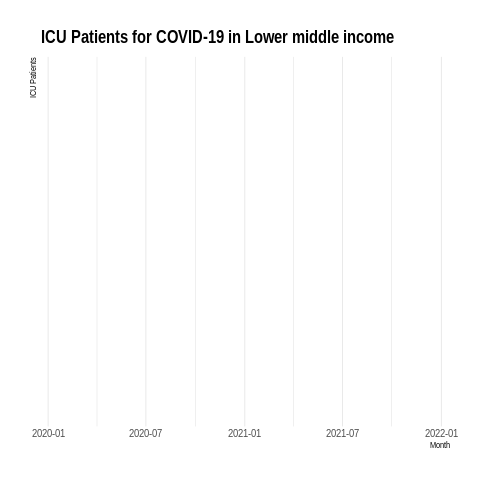 ICU Patients for COVID-19 in Lower middle income
ICU Patients
2020-01 2020-07 2021-01 2021-07 2022-01
Month